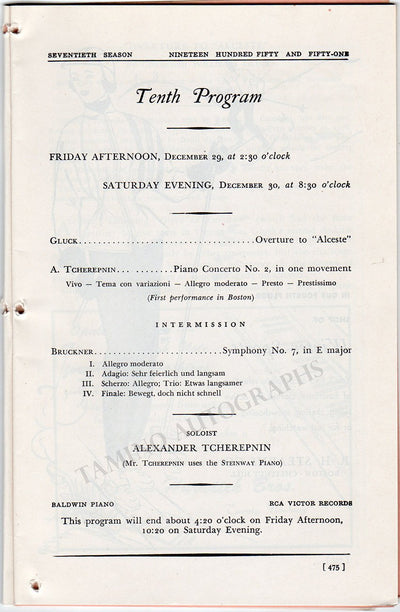 SEVENTIETH SEASON NINETEEN HUNDRED FIFTY AND FIFTY-ONE
Tenth Program
FRIDAY AFTERNOON, December 29, at 2:30 o'clock
SATURDAY EVENING, December 30, at 8:30 o'clock
Gluck....................................Overture to "Alceste"
A. Tcherepnin... .........Piano Concerto No. 2, in one movement
Vivo — Tema con variazioni — Allegro moderato — Presto — Prestissimo
(First performance in Boston)
INTERMISSION
Bruckner..........................Symphony No. 7, in E major
I. Allegro moderato
II. Adagio: Sehr feierlich und langsam
III. Scherzo: Allegro; Trio: Etwas langsamer
IV. Finale: Bewegt, doch nicht schnell
TAMINO AUTOGRAPHS
SOLOIST
ALEXANDER TCHEREPNIN
(Mr. Tcherepnin uses the Steinway Piano)
BALDWIN PIANO RCA VICTOR RECORDS
This program will end about 4:20 o'clock on Friday Afternoon,
10:20 on Saturday Evening.
[ 475 ]